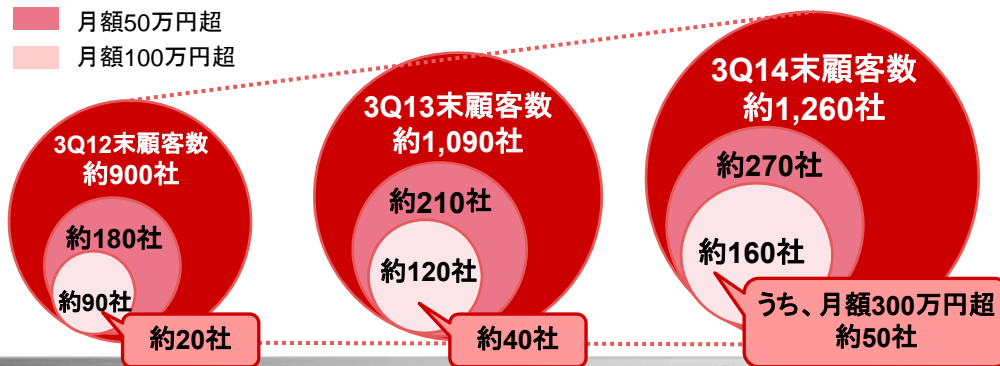 月額50万円超
月額100万円超
3Q12末顧客数
約900社
約180社
約90社
約20社
3Q13末顧客数
約1,090社
約210社
約120社
約40社
3Q14末顧客数
約1,260社
約270社
約160社
うち、月額300万円超
約50社